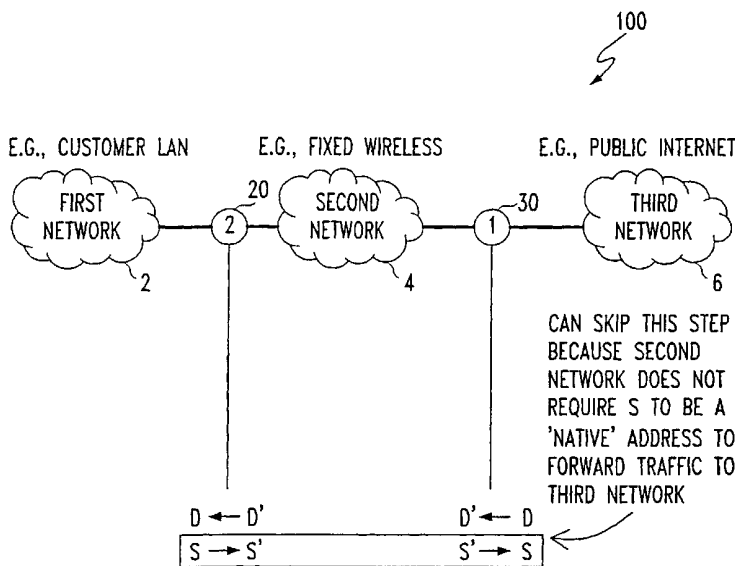 100
E.G., CUSTOMER LAN
E.G., FIXED WIRELESS
E.G., PUBLIC INTERNET
FIRST
NETWORK
2
20
2
SECOND
NETWORK
4
30
1
THIRD
NETWORK
6
CAN SKIP THIS STEP
BECAUSE SECOND
NETWORK DOES NOT
REQUIRE S TO BE A
'NATIVE' ADDRESS TO
FORWARD TRAFFIC TO
THIRD NETWORK
D ← D'
D' ← D
S → S'
S' → S